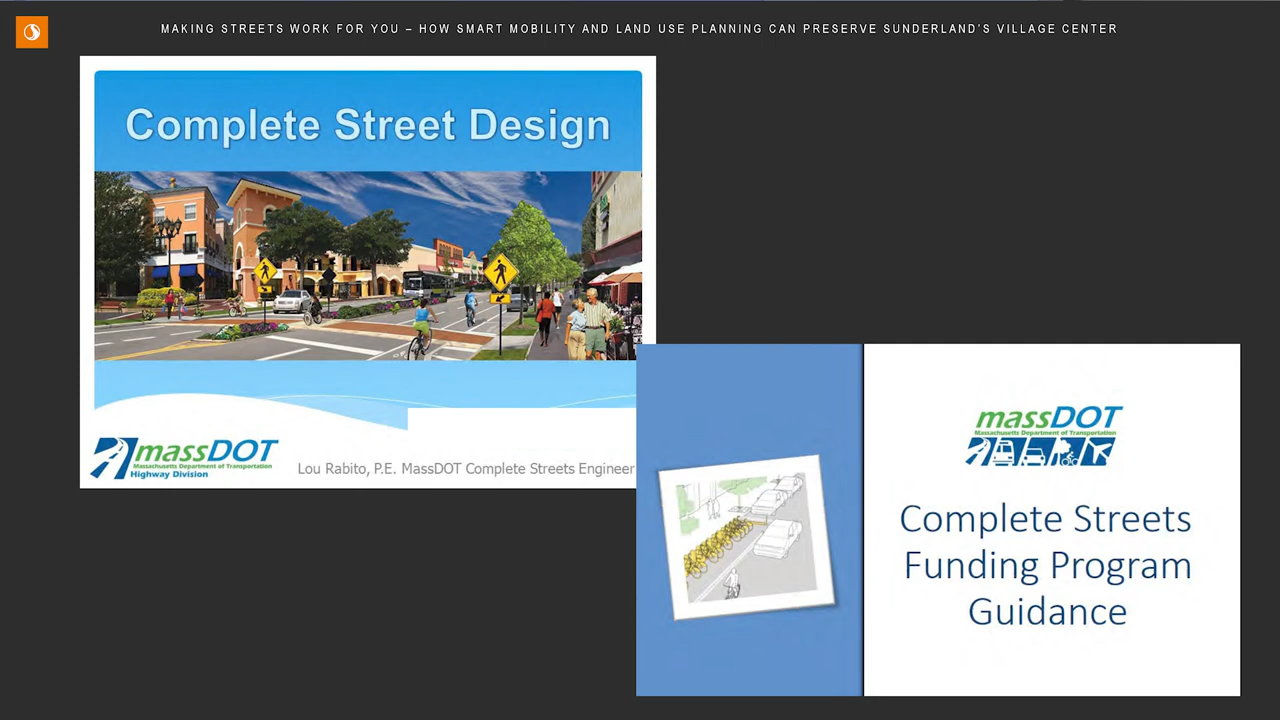 MAKING STREETS WORK FOR YOU – HOW SMART MOBILITY AND LAND USE PLANNING CAN PRESERVE SUNDERLAND'S VILLAGE CENTER
Complete Street Design
massDOT
Massachusetts Department of Transportation
Highway Division
Lou Rabito, P.E. MassDOT Complete Streets Engineer
massDOT
Massachusetts Department of Transportation
Complete Streets
Funding Program
Guidance